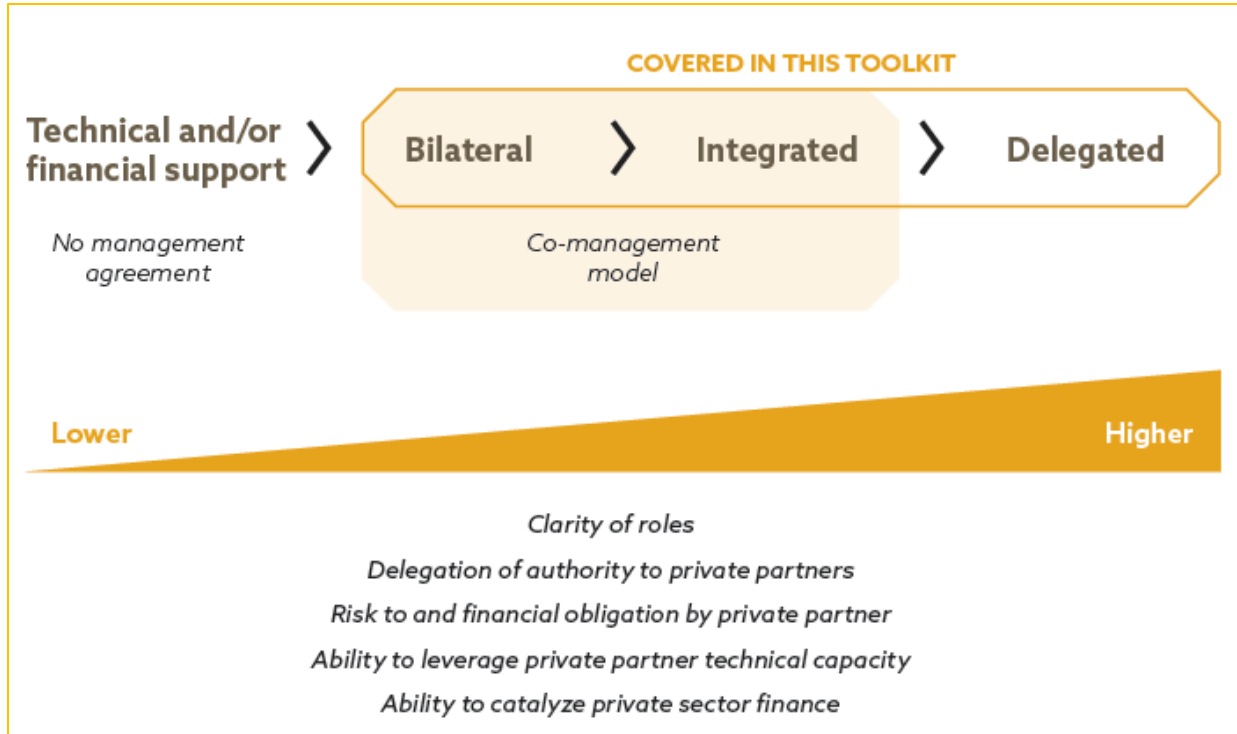 COVERED IN THIS TOOLKIT
Technical and/or
financial support
Bilateral
Integrated
Delegated
No management
agreement
Co-management
model
Lower
Higher
Clarity of roles
Delegation of authority to private partners
Risk to and financial obligation by private partner
Ability to leverage private partner technical capacity
Ability to catalyze private sector finance